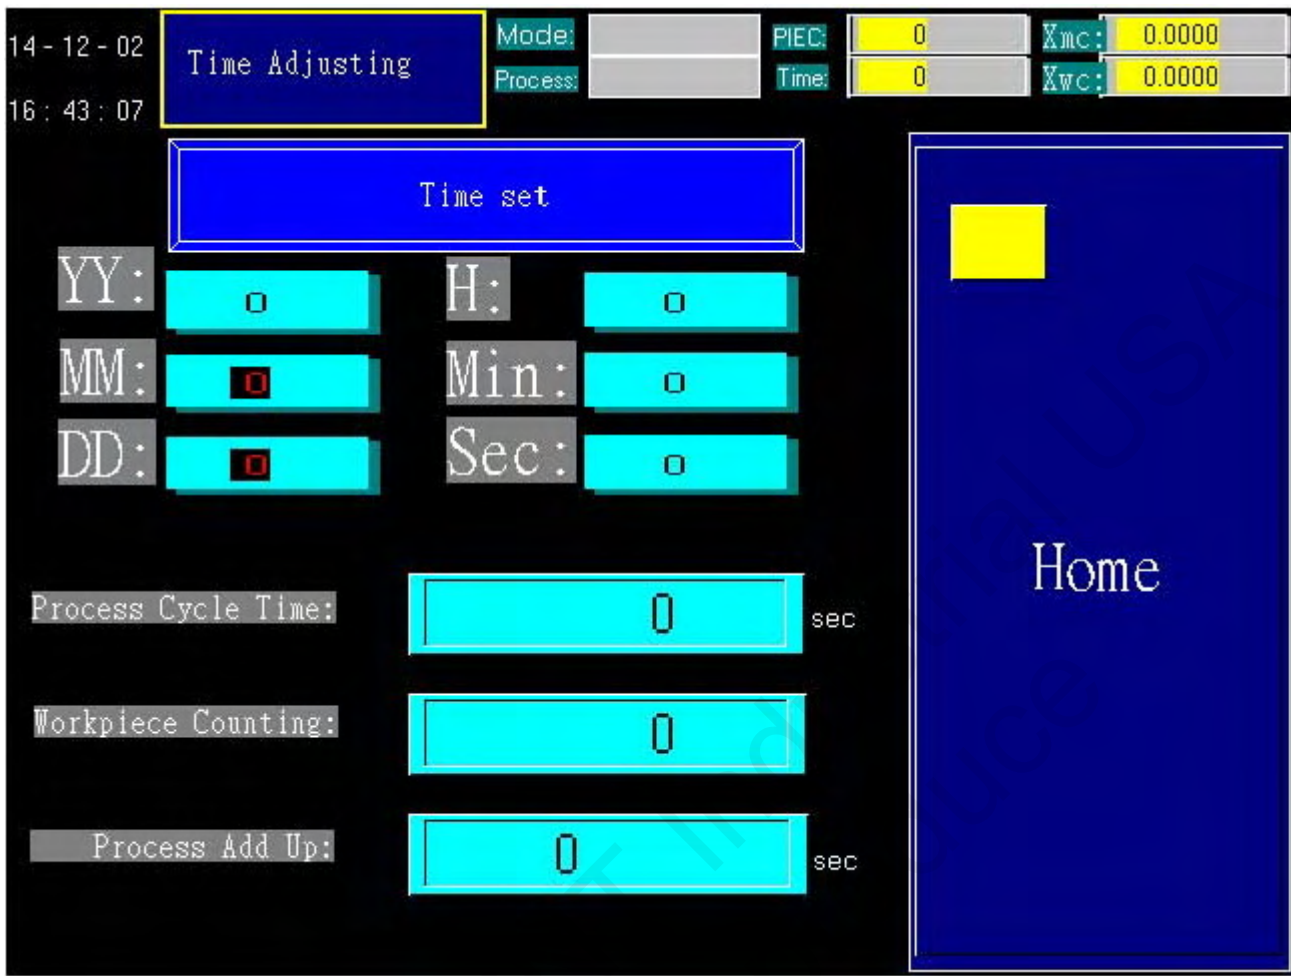 14-12-02
16:43:07
Time Adjusting
Mode:
Process:
PIEC: 0
Time: 0
Xmc: 0.0000
Xwc: 0.0000
Time set
YY: 0
H: 0
MM: 0
Min: 0
DD: 0
Sec: 0
Process Cycle Time: 0 sec
Workpiece Counting: 0
Process Add Up: 0 sec
Home